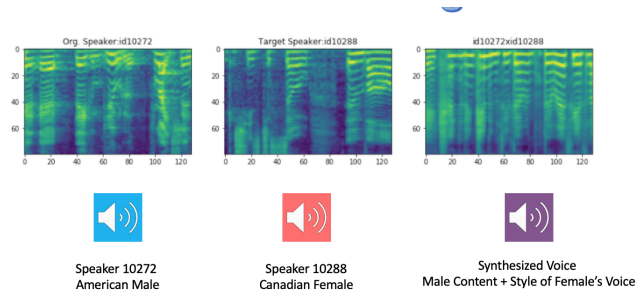 Org. Speaker:id10272
Target Speaker:id10288
id10272xid10288
0
20
40
60
0 20 40 60 80 100 120
0
20
40
60
0 20 40 60 80 100 120
0
20
40
60
0 20 40 60 80 100 120
Speaker 10272
American Male
Speaker 10288
Canadian Female
Synthesized Voice
Male Content + Style of Female's Voice